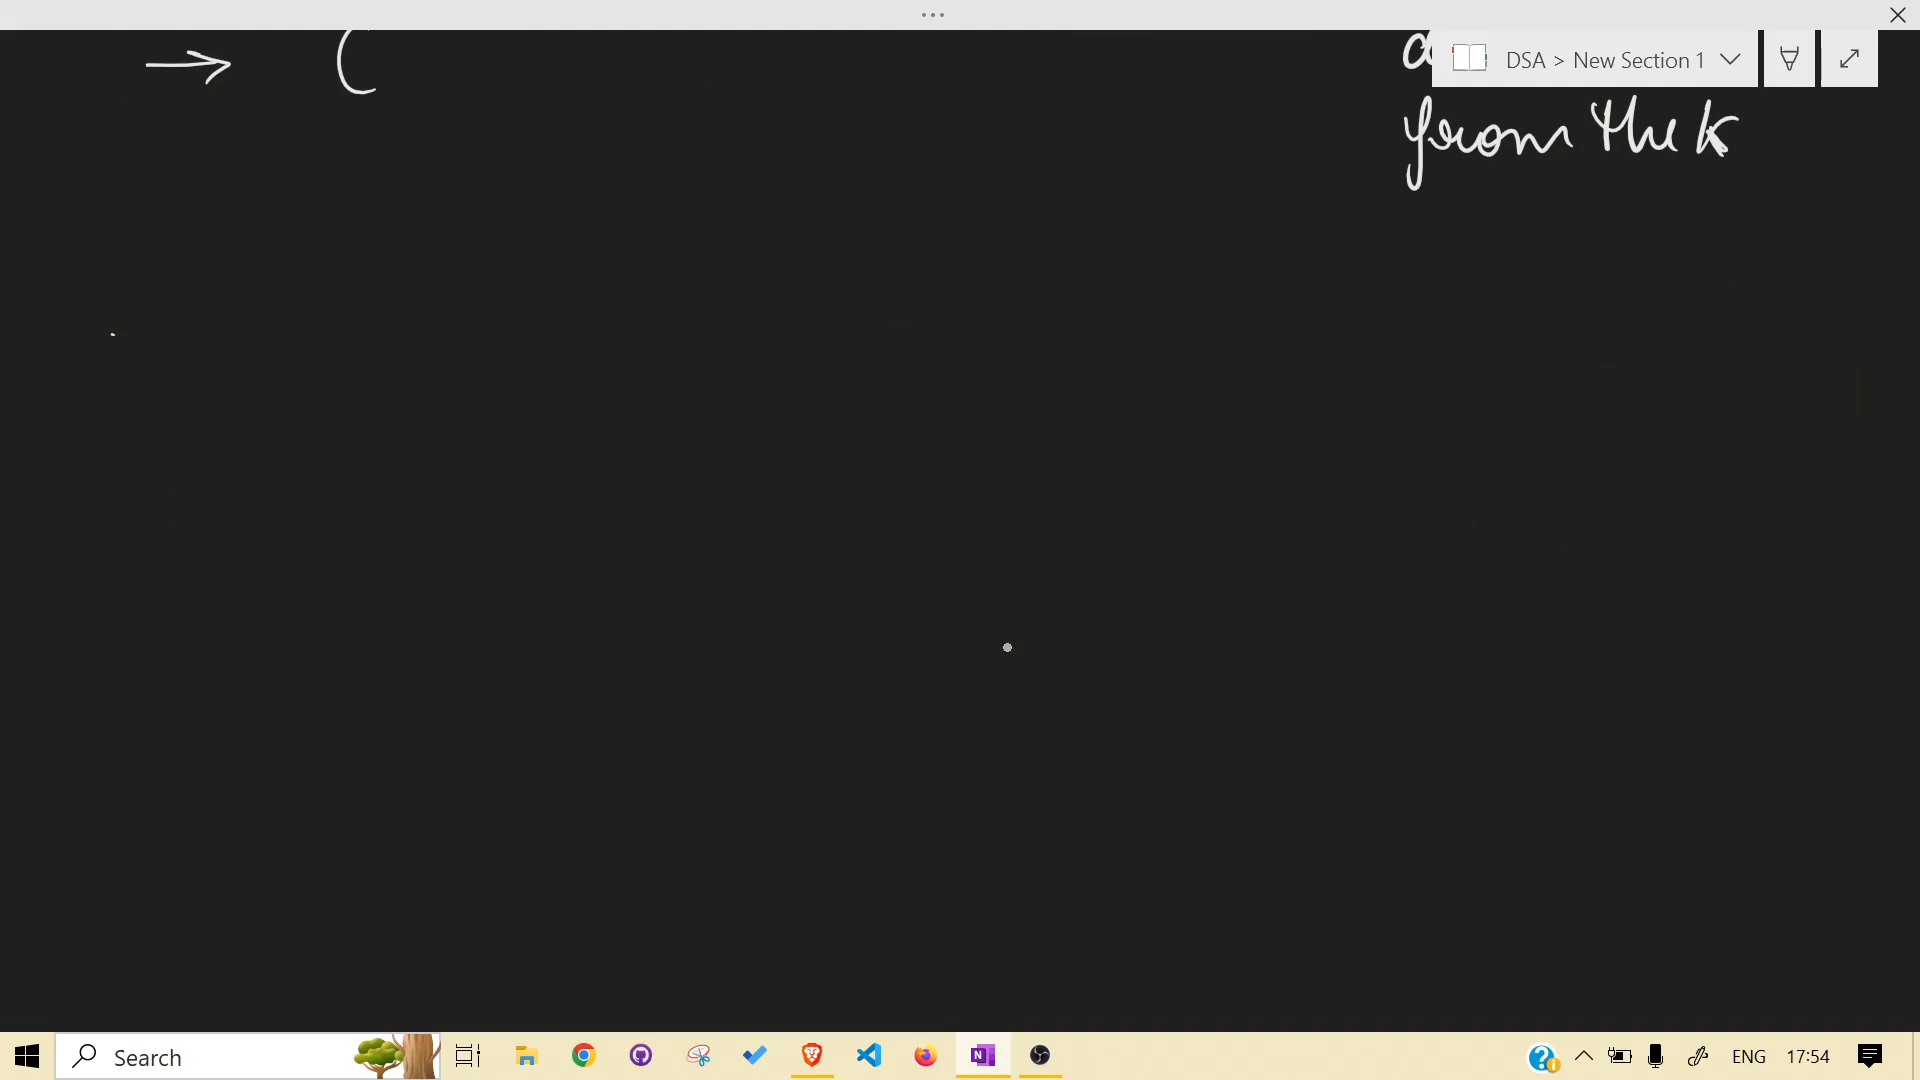 DSA > New Section 1
→ (
from the k
Search
ENG 17:54